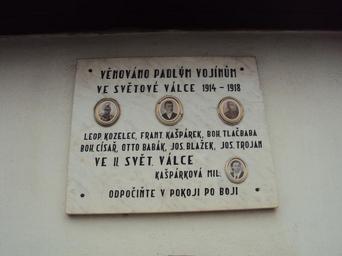 VĚNOVÁNO PADLÝM VOJÍNŮM
VE SVĚTOVÉ VÁLCE 1914 - 1918
LEOP. KOZELEC, FRANT. KAŠPÁREK, BOH. TLAČBABA
BOH. CÍSAŘ, OTTO BABÁK, JOS. BLAŽEK, JOS. TROJAN
VE II. SVĚT. VÁLCE
KAŠPÁRKOVÁ MIL.
ODPOČIŇTE V POKOJI PO BOJI